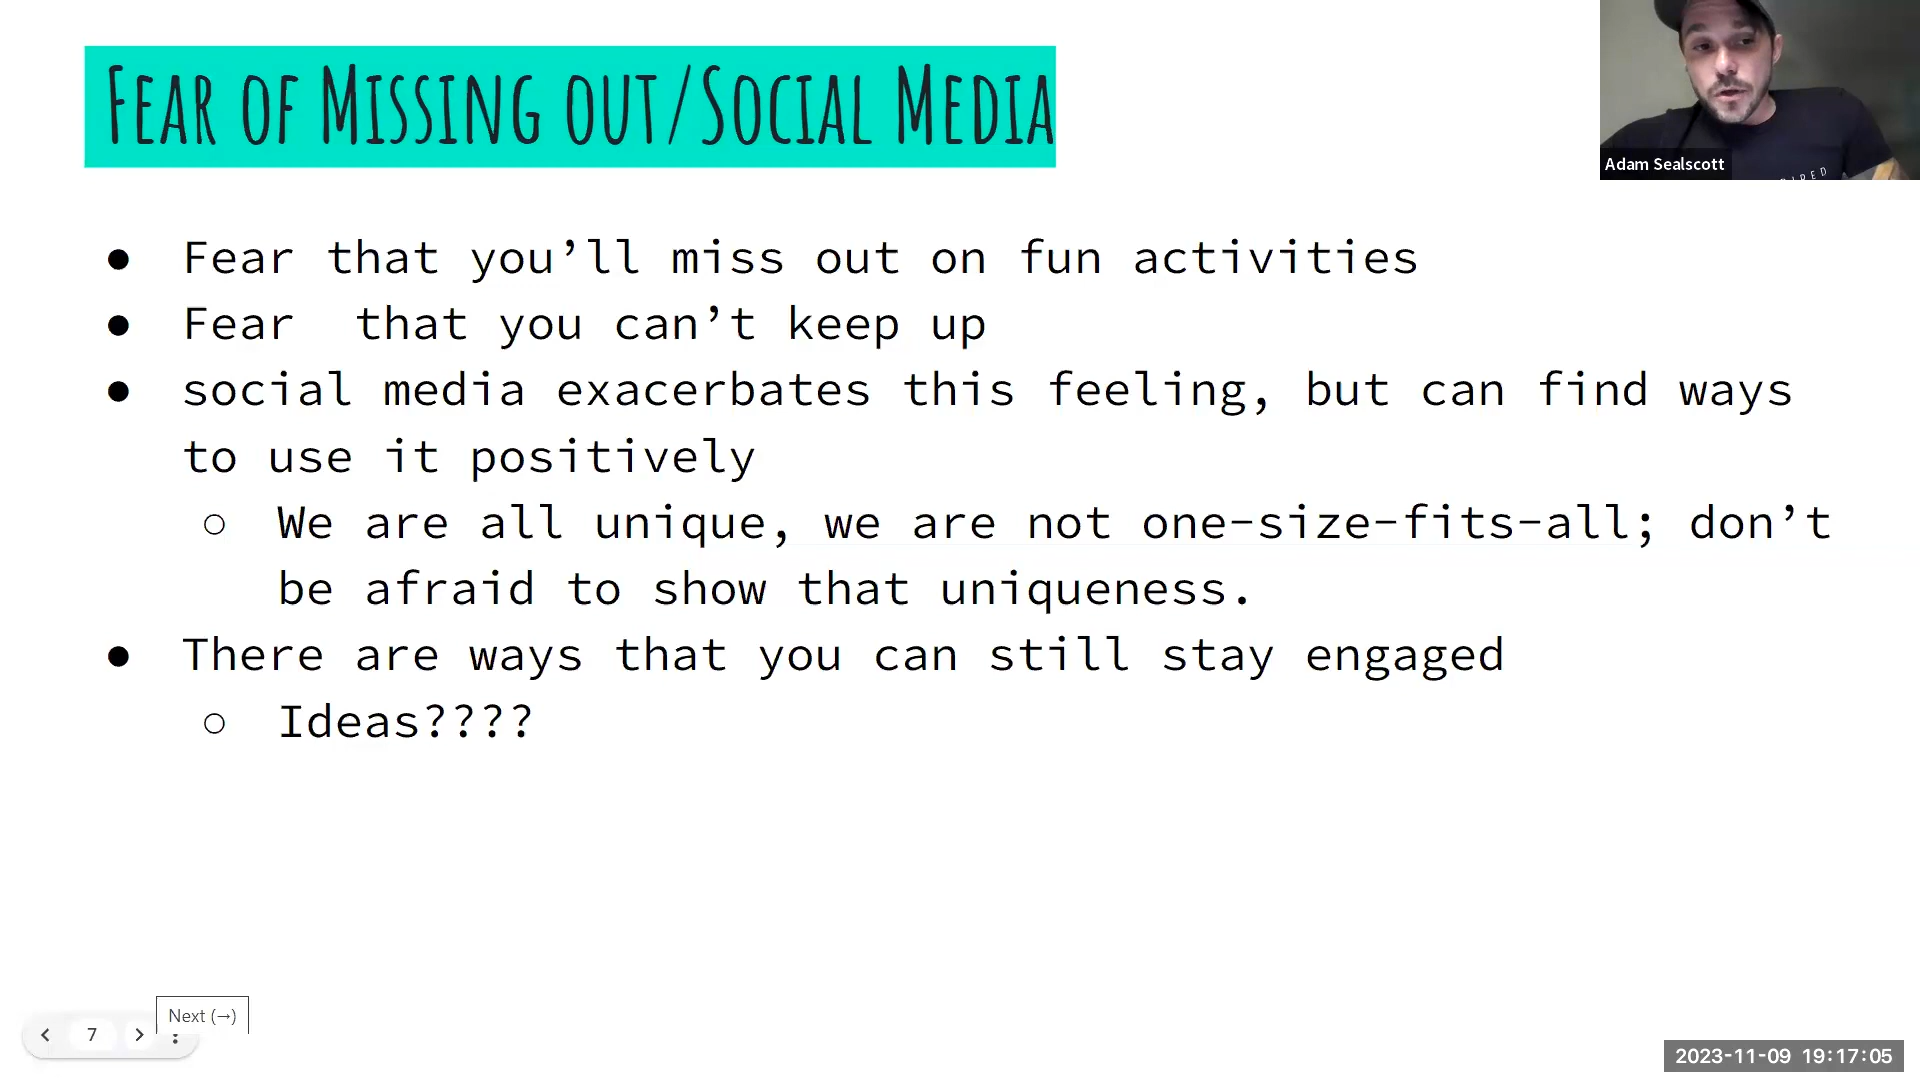 Fear of Missing out/Social Media
Adam Sealscott
● Fear that you’ll miss out on fun activities
● Fear  that you can’t keep up
● social media exacerbates this feeling, but can find ways
to use it positively
○ We are all unique, we are not one-size-fits-all; don’t
be afraid to show that uniqueness.
● There are ways that you can still stay engaged
○ Ideas????
Next (→)
7
2023-11-09 19:17:05